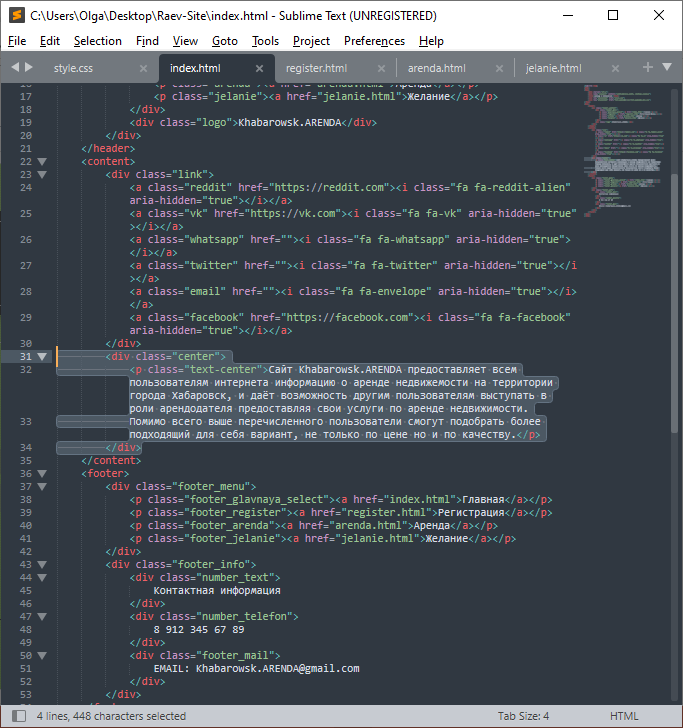 C:\Users\Olga\Desktop\Raev-Site\index.html - Sublime Text (UNREGISTERED)
File Edit Selection Find View Goto Tools Project Preferences Help
style.css × index.html × register.html × arenda.html × jelanie.html × +
17 <p class="jelanie"><a href="jelanie.html">Желание</a></p>
18 </div>
19 <div class="logo">Khabarowsk.ARENDA</div>
20 </div>
21 </header>
22 <content>
23 <div class="link">
24 <a class="reddit" href="https://reddit.com"><i class="fa fa-reddit-alien"
aria-hidden="true"></i></a>
25 <a class="vk" href="https://vk.com"><i class="fa fa-vk" aria-hidden="true"
></i></a>
26 <a class="whatsapp" href=""><i class="fa fa-whatsapp" aria-hidden="true">
</i></a>
27 <a class="twitter" href=""><i class="fa fa-twitter" aria-hidden="true"></i
></a>
28 <a class="email" href=""><i class="fa fa-envelope" aria-hidden="true"></i>
</a>
29 <a class="facebook" href="https://facebook.com"><i class="fa fa-facebook"
aria-hidden="true"></i></a>
30 </div>
31 <div class="center">
32 <p class="text-center">Сайт Khabarowsk.ARENDA предоставляет всем
пользователям интернета информацию о аренде недвижемости на территории
города Хабаровск, и даёт возможность другим пользователям выступать в
роли арендодателя предоставляя свои услуги по аренде недвижимости.
33 Помимо всего выше перечисленного пользователи смогут подобрать более
подходящий для себя вариант, не только по цене но и по качеству.</p>
34 </div>
35 </content>
36 <footer>
37 <div class="footer_menu">
38 <p class="footer_glavnaya_select"><a href="index.html">Главная</a></p>
39 <p class="footer_register"><a href="register.html">Регистрация</a></p>
40 <p class="footer_arenda"><a href="arenda.html">Аренда</a></p>
41 <p class="footer_jelanie"><a href="jelanie.html">Желание</a></p>
42 </div>
43 <div class="footer_info">
44 <div class="number_text">
45 Контактная информация
46 </div>
47 <div class="number_telefon">
48 8 912 345 67 89
49 </div>
50 <div class="footer_mail">
51 EMAIL: Khabarowsk.ARENDA@gmail.com
52 </div>
53 </div>
4 lines, 448 characters selected Tab Size: 4 HTML